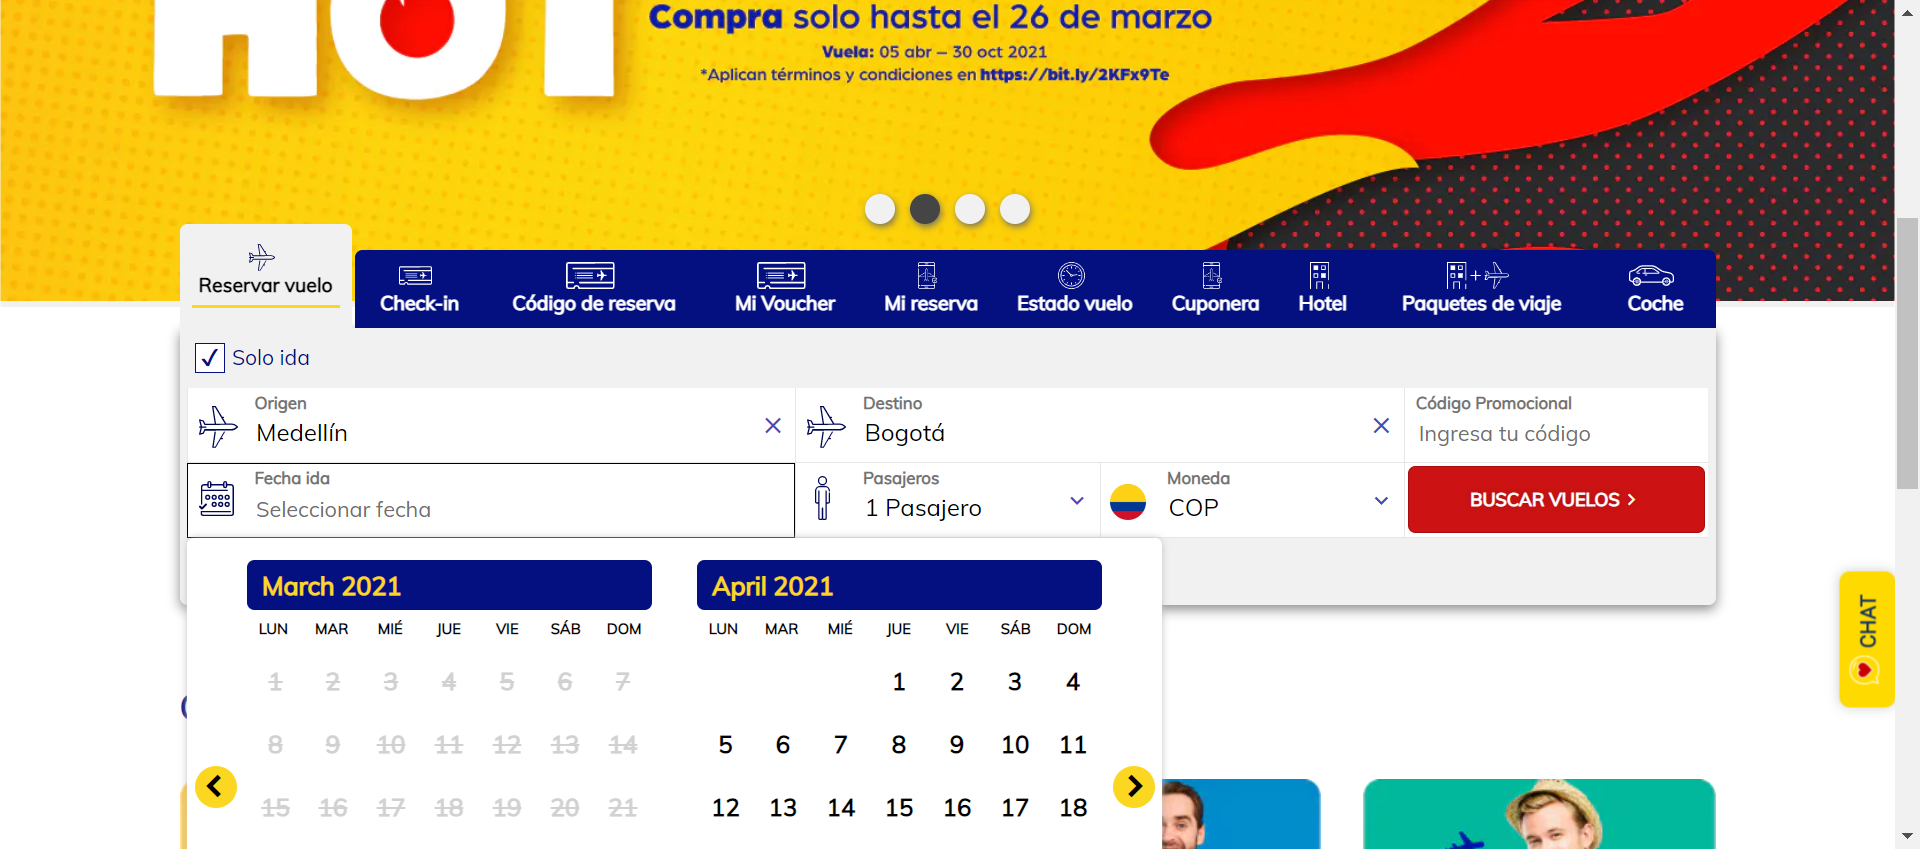 HOT
Compra solo hasta el 26 de marzo
Vuela: 05 abr – 30 oct 2021
*Aplican términos y condiciones en https://bit.ly/2KFx9Te
Reservar vuelo
Check-in
Código de reserva
Mi Voucher
Mi reserva
Estado vuelo
Cuponera
Hotel
Paquetes de viaje
Coche
Solo ida
Origen
Medellín
Destino
Bogotá
Código Promocional
Ingresa tu código
Fecha ida
Seleccionar fecha
Pasajeros
1 Pasajero
Moneda
COP
BUSCAR VUELOS
March 2021
LUN MAR MIÉ JUE VIE SÁB DOM
1 2 3 4 5 6 7
8 9 10 11 12 13 14
15 16 17 18 19 20 21
April 2021
LUN MAR MIÉ JUE VIE SÁB DOM
1 2 3 4
5 6 7 8 9 10 11
12 13 14 15 16 17 18
CHAT